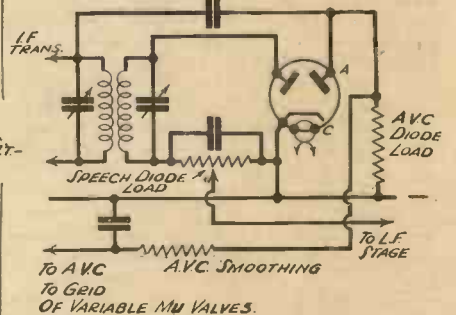 I.F.
TRANS.
A
C
A.V.C
DIODE
LOAD
H.T.-
SPEECH DIODE
LOAD
TO L.F.
STAGE
A.V.C. SMOOTHING
TO A V C
TO GRID
OF VARIABLE MU VALVES.